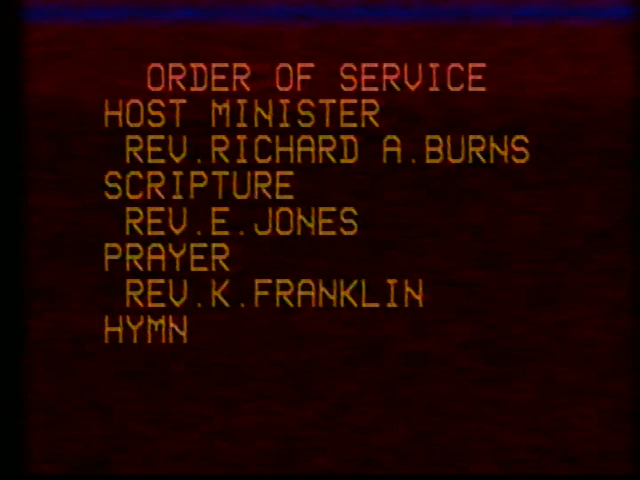 ORDER OF SERVICE
HOST MINISTER
REV.RICHARD A.BURNS
SCRIPTURE
REV.E.JONES
PRAYER
REV.K.FRANKLIN
HYMN